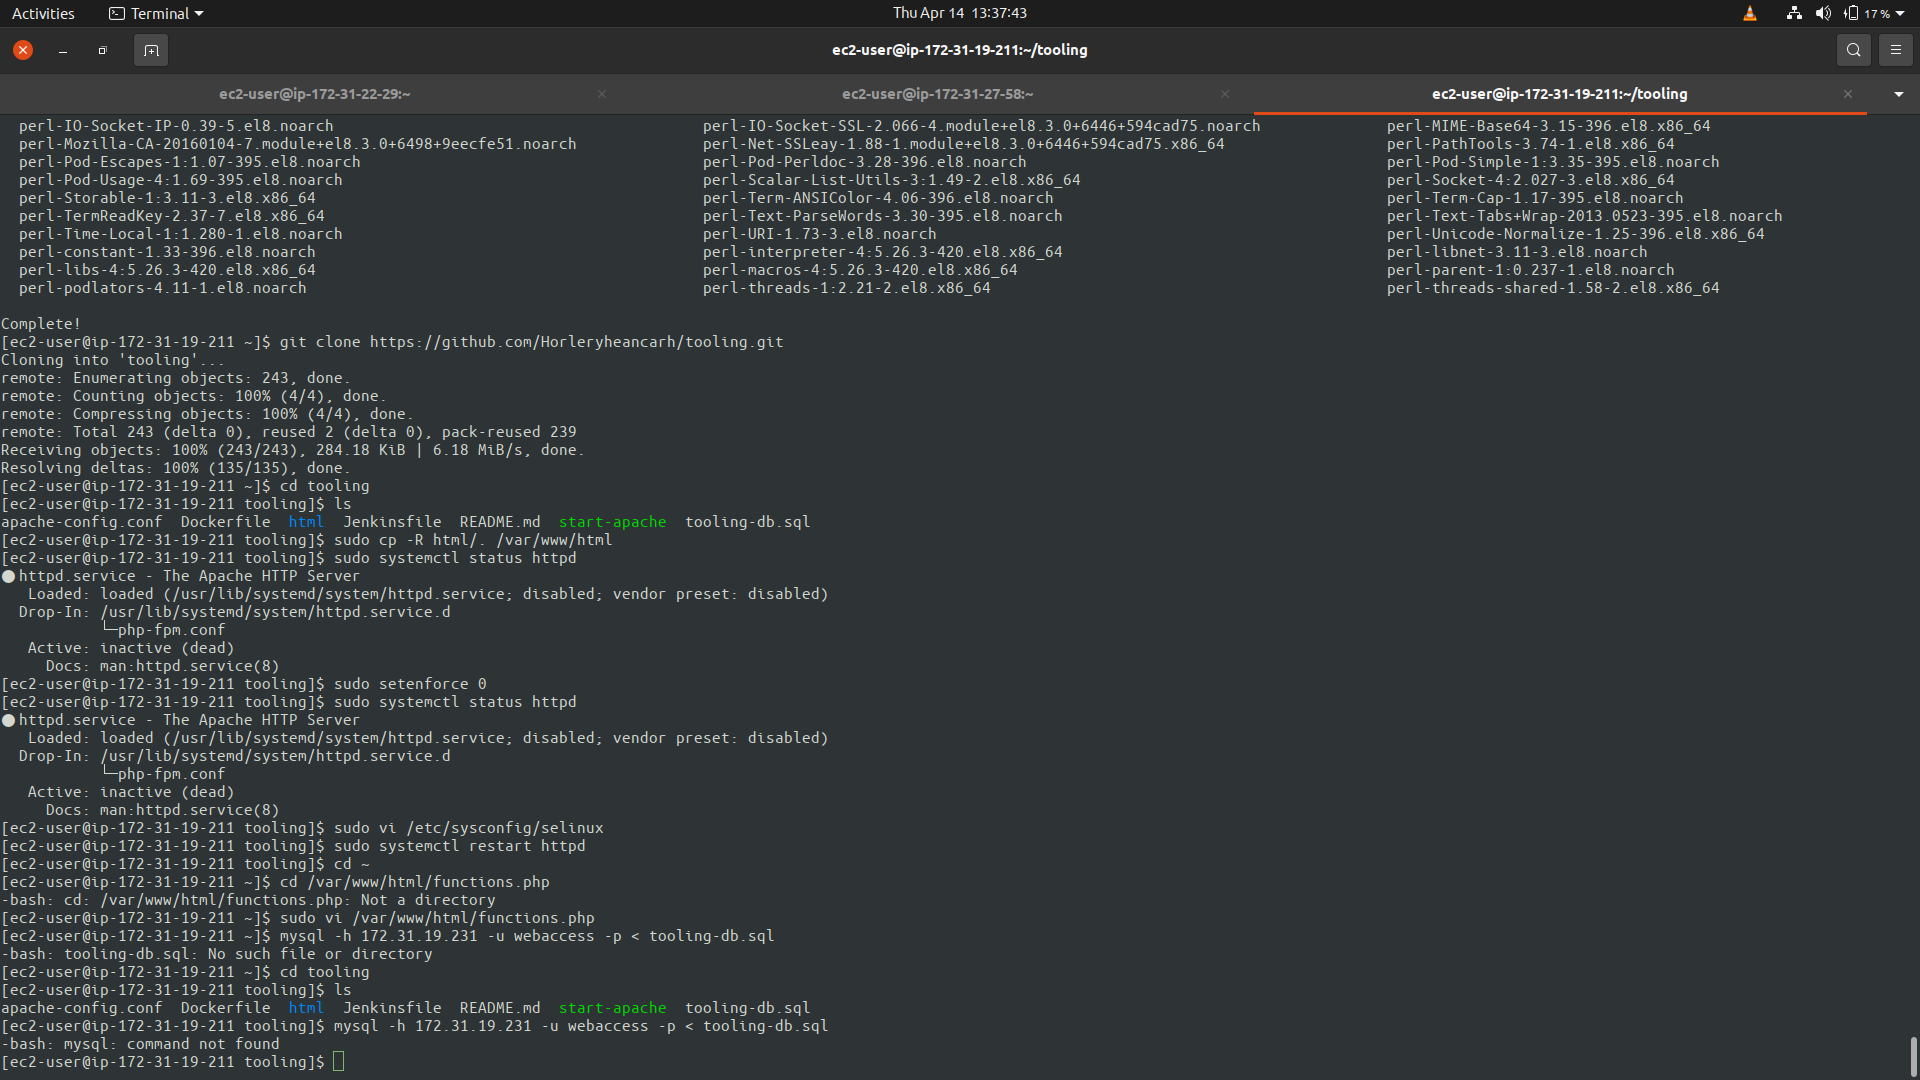 Activities Terminal Thu Apr 14 13:37:43 17 %
ec2-user@ip-172-31-19-211:~/tooling
ec2-user@ip-172-31-22-29:~ ec2-user@ip-172-31-27-58:~ ec2-user@ip-172-31-19-211:~/tooling
perl-IO-Socket-IP-0.39-5.el8.noarch perl-IO-Socket-SSL-2.066-4.module+el8.3.0+6446+594cad75.noarch perl-MIME-Base64-3.15-396.el8.x86_64
perl-Mozilla-CA-20160104-7.module+el8.3.0+6498+9eecfe51.noarch perl-Net-SSLeay-1.88-1.module+el8.3.0+6446+594cad75.x86_64 perl-PathTools-3.74-1.el8.x86_64
perl-Pod-Escapes-1:1.07-395.el8.noarch perl-Pod-Perldoc-3.28-396.el8.noarch perl-Pod-Simple-1:3.35-395.el8.noarch
perl-Pod-Usage-4:1.69-395.el8.noarch perl-Scalar-List-Utils-3:1.49-2.el8.x86_64 perl-Socket-4:2.027-3.el8.x86_64
perl-Storable-1:3.11-3.el8.x86_64 perl-Term-ANSIColor-4.06-396.el8.noarch perl-Term-Cap-1.17-395.el8.noarch
perl-TermReadKey-2.37-7.el8.x86_64 perl-Text-ParseWords-3.30-395.el8.noarch perl-Text-Tabs+Wrap-2013.0523-395.el8.noarch
perl-Time-Local-1:1.280-1.el8.noarch perl-URI-1.73-3.el8.noarch perl-Unicode-Normalize-1.25-396.el8.x86_64
perl-constant-1.33-396.el8.noarch perl-interpreter-4:5.26.3-420.el8.x86_64 perl-libnet-3.11-3.el8.noarch
perl-libs-4:5.26.3-420.el8.x86_64 perl-macros-4:5.26.3-420.el8.x86_64 perl-parent-1:0.237-1.el8.noarch
perl-podlators-4.11-1.el8.noarch perl-threads-1:2.21-2.el8.x86_64 perl-threads-shared-1.58-2.el8.x86_64
Complete!
[ec2-user@ip-172-31-19-211 ~]$ git clone https://github.com/Horleryheancarh/tooling.git
Cloning into 'tooling'...
remote: Enumerating objects: 243, done.
remote: Counting objects: 100% (4/4), done.
remote: Compressing objects: 100% (4/4), done.
remote: Total 243 (delta 0), reused 2 (delta 0), pack-reused 239
Receiving objects: 100% (243/243), 284.18 KiB | 6.18 MiB/s, done.
Resolving deltas: 100% (135/135), done.
[ec2-user@ip-172-31-19-211 ~]$ cd tooling
[ec2-user@ip-172-31-19-211 tooling]$ ls
apache-config.conf Dockerfile html Jenkinsfile README.md start-apache tooling-db.sql
[ec2-user@ip-172-31-19-211 tooling]$ sudo cp -R html/. /var/www/html
[ec2-user@ip-172-31-19-211 tooling]$ sudo systemctl status httpd
● httpd.service - The Apache HTTP Server
Loaded: loaded (/usr/lib/systemd/system/httpd.service; disabled; vendor preset: disabled)
Drop-In: /usr/lib/systemd/system/httpd.service.d
└─php-fpm.conf
Active: inactive (dead)
Docs: man:httpd.service(8)
[ec2-user@ip-172-31-19-211 tooling]$ sudo setenforce 0
[ec2-user@ip-172-31-19-211 tooling]$ sudo systemctl status httpd
● httpd.service - The Apache HTTP Server
Loaded: loaded (/usr/lib/systemd/system/httpd.service; disabled; vendor preset: disabled)
Drop-In: /usr/lib/systemd/system/httpd.service.d
└─php-fpm.conf
Active: inactive (dead)
Docs: man:httpd.service(8)
[ec2-user@ip-172-31-19-211 tooling]$ sudo vi /etc/sysconfig/selinux
[ec2-user@ip-172-31-19-211 tooling]$ sudo systemctl restart httpd
[ec2-user@ip-172-31-19-211 tooling]$ cd ~
[ec2-user@ip-172-31-19-211 ~]$ cd /var/www/html/functions.php
-bash: cd: /var/www/html/functions.php: Not a directory
[ec2-user@ip-172-31-19-211 ~]$ sudo vi /var/www/html/functions.php
[ec2-user@ip-172-31-19-211 ~]$ mysql -h 172.31.19.231 -u webaccess -p < tooling-db.sql
-bash: tooling-db.sql: No such file or directory
[ec2-user@ip-172-31-19-211 ~]$ cd tooling
[ec2-user@ip-172-31-19-211 tooling]$ ls
apache-config.conf Dockerfile html Jenkinsfile README.md start-apache tooling-db.sql
[ec2-user@ip-172-31-19-211 tooling]$ mysql -h 172.31.19.231 -u webaccess -p < tooling-db.sql
-bash: mysql: command not found
[ec2-user@ip-172-31-19-211 tooling]$